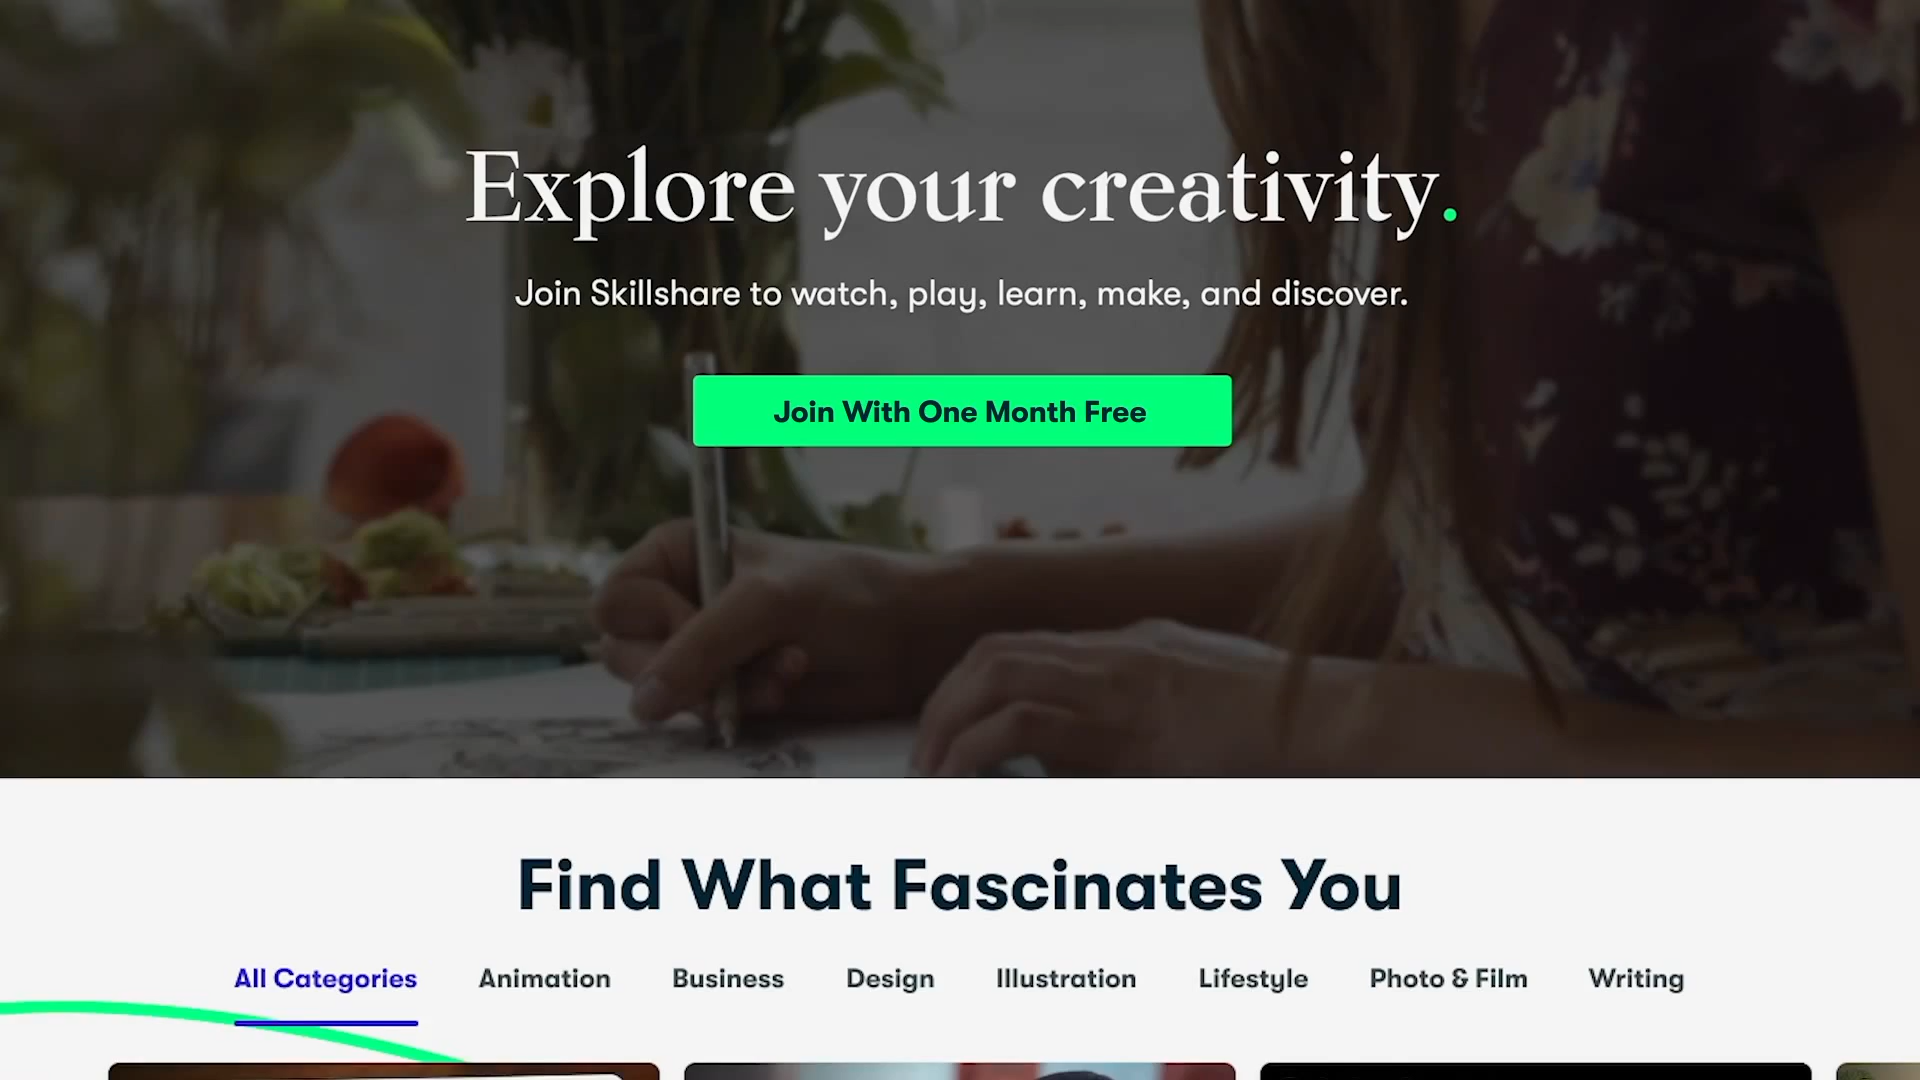 Explore your creativity.
Join Skillshare to watch, play, learn, make, and discover.
Join With One Month Free
Find What Fascinates You
All Categories Animation Business Design Illustration Lifestyle Photo & Film Writing